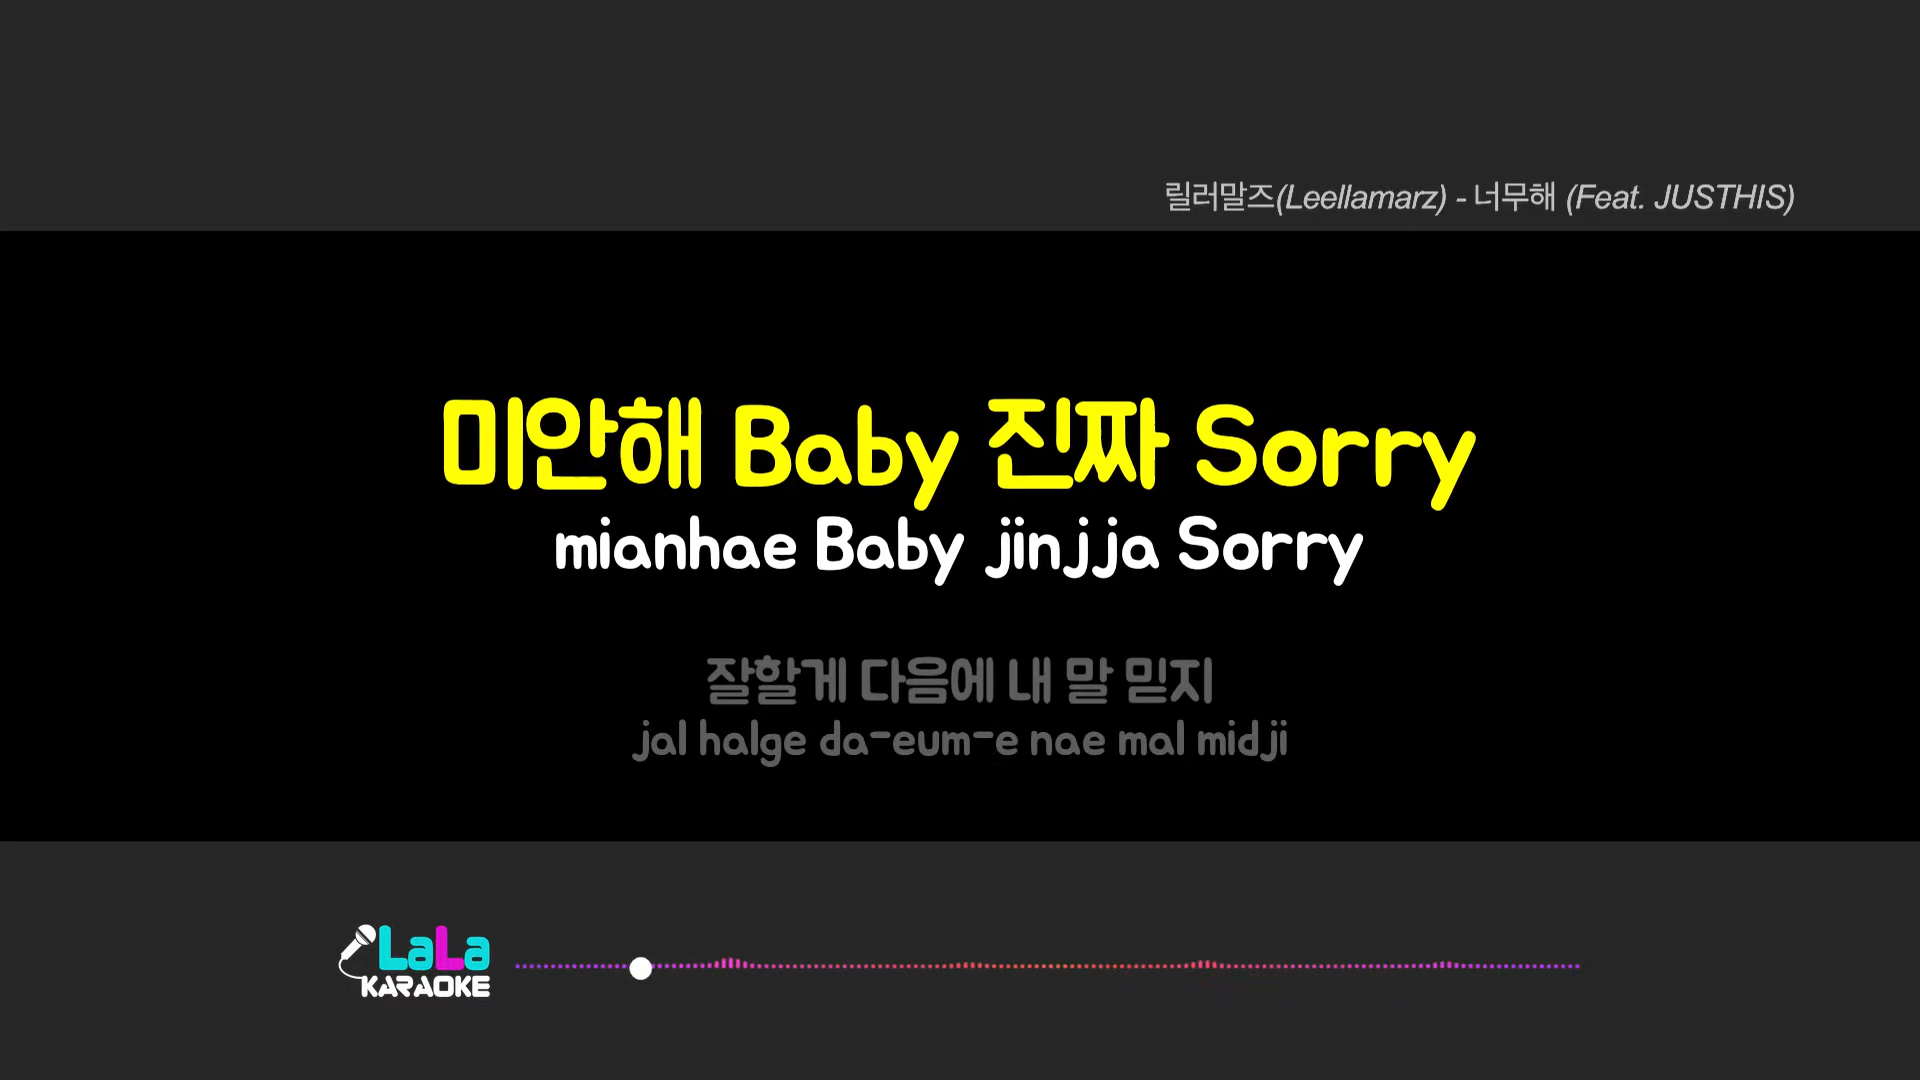 릴러말즈(Leellamarz) - 너무해 (Feat. JUSTHIS)
미안해 Baby 진짜 Sorry
mianhae Baby jinjja Sorry
잘할게 다음에 내 말 믿지
jal halge da-eum-e nae mal midji
LaLa
KARAOKE